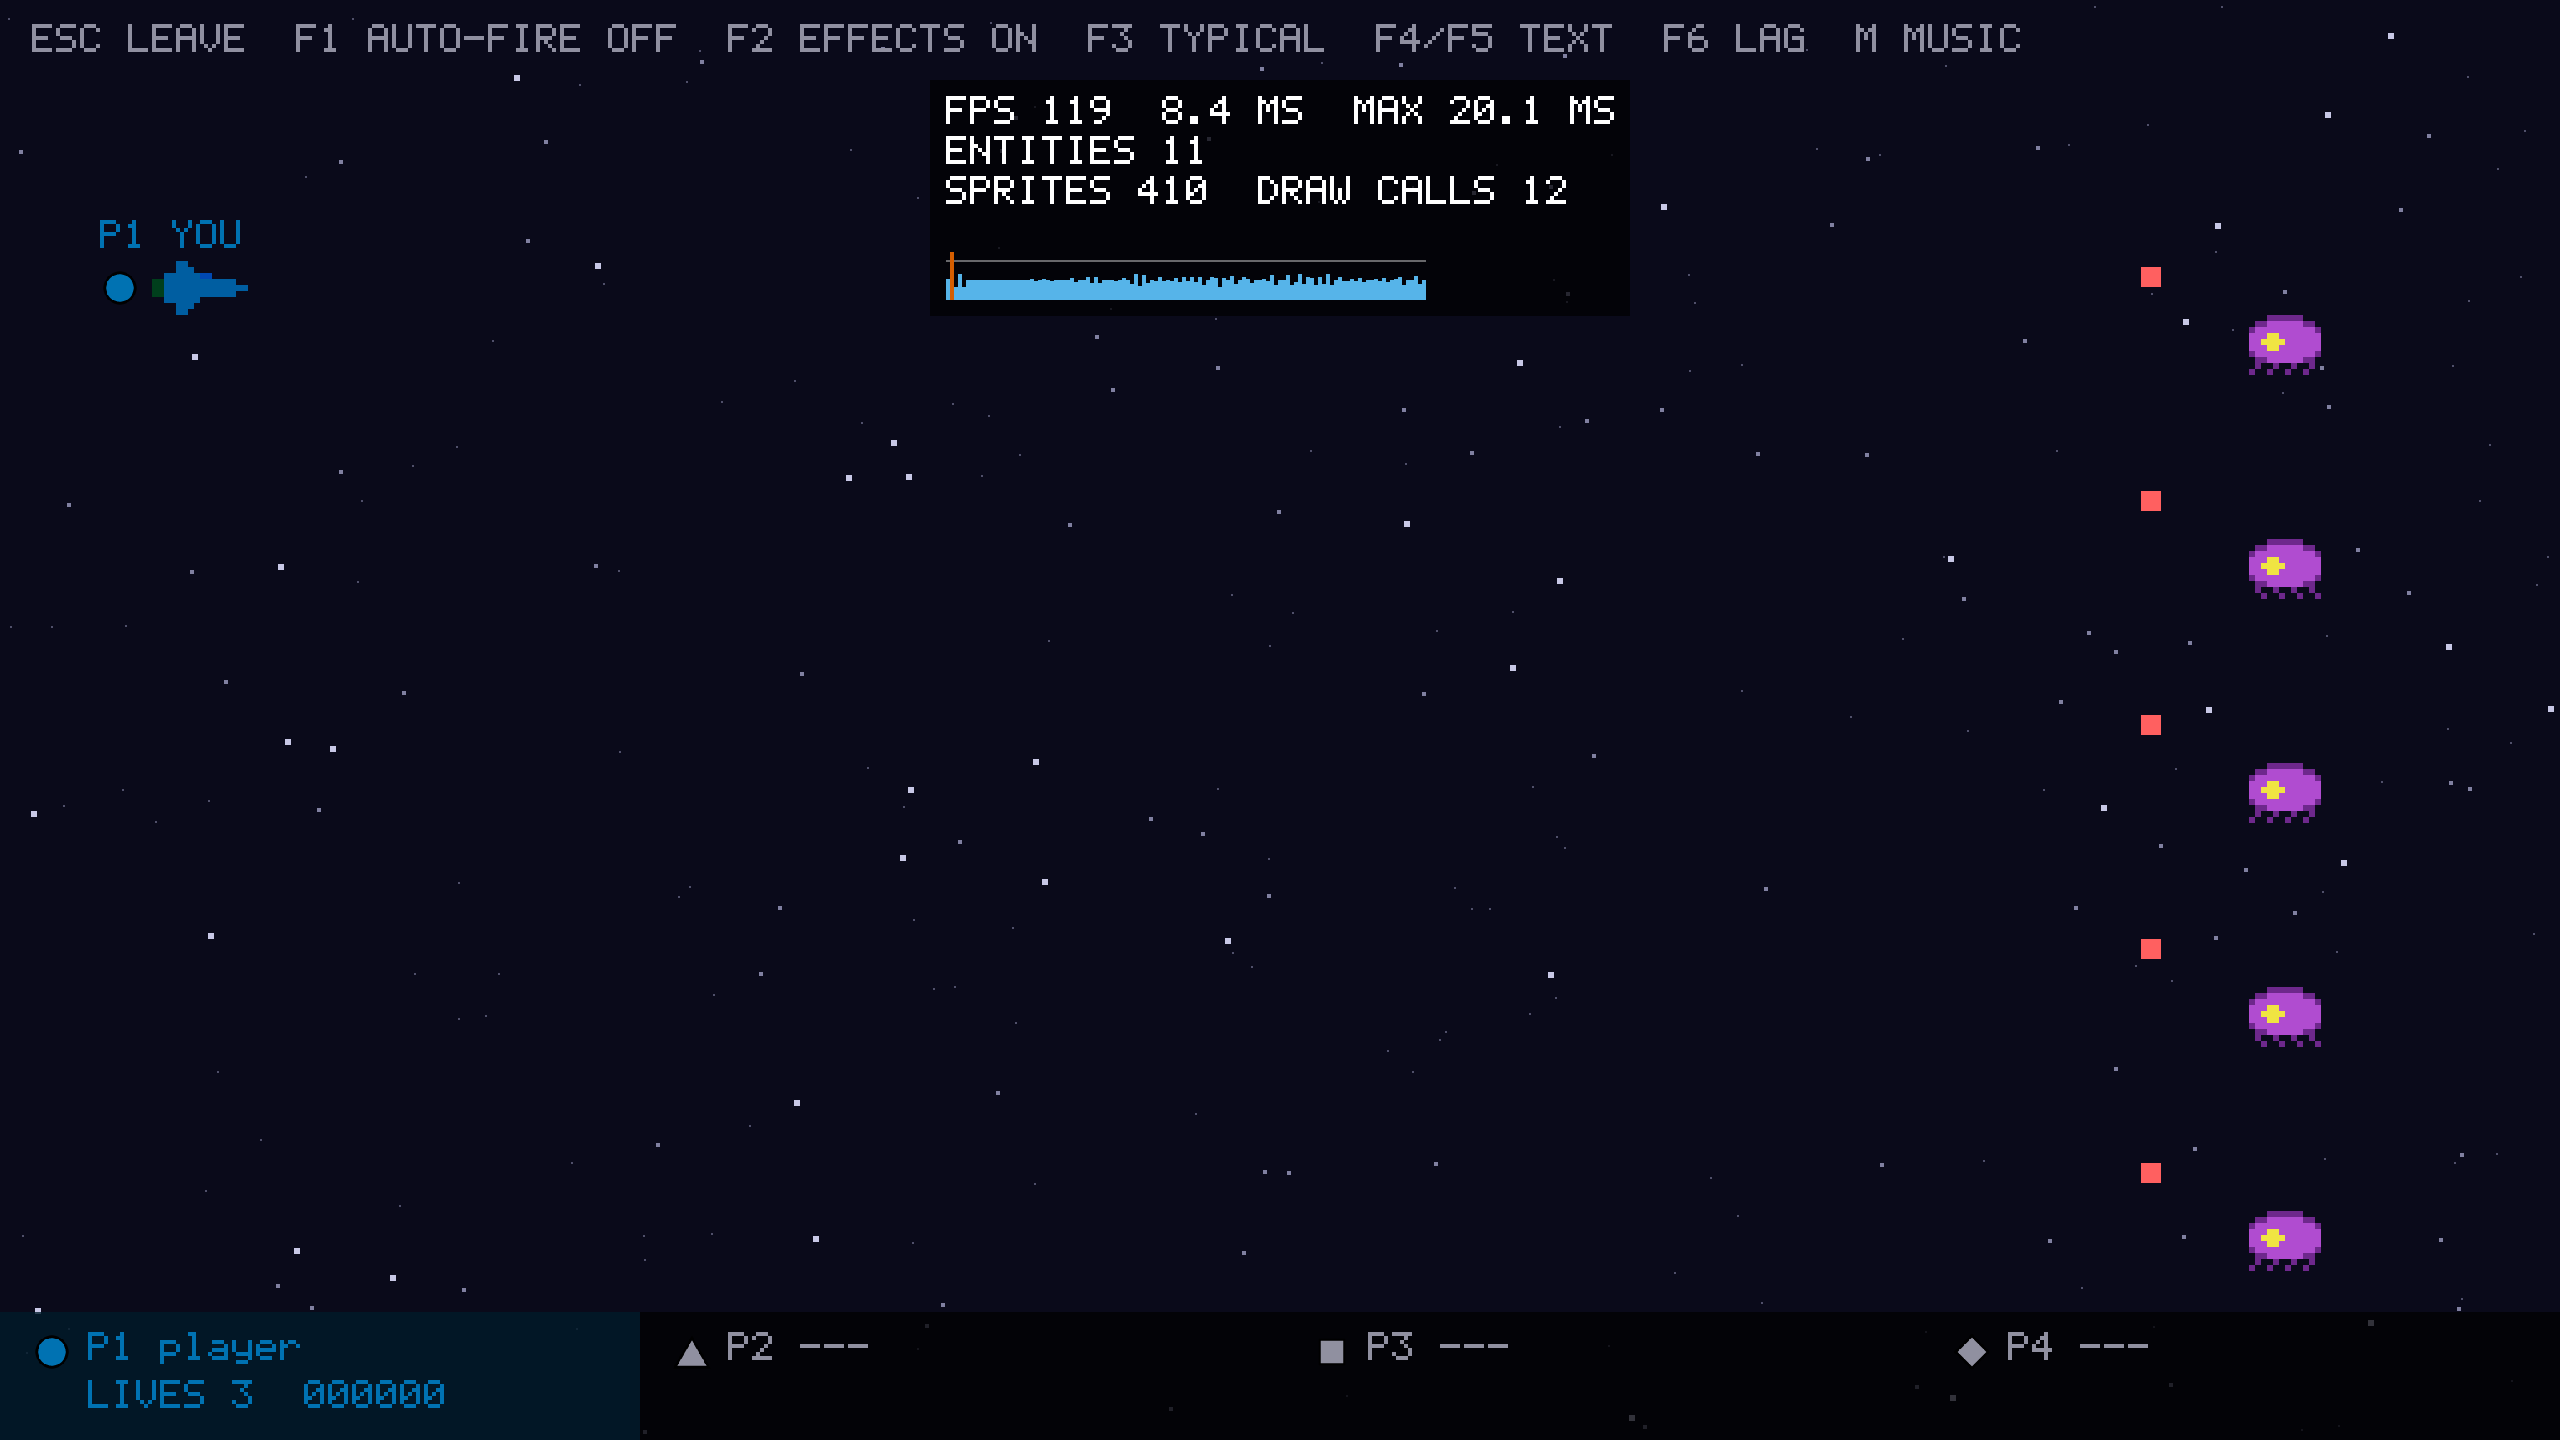 ESC LEAVE  F1 AUTO-FIRE OFF  F2 EFFECTS ON  F3 TYPICAL  F4/F5 TEXT  F6 LAG  M MUSIC
FPS 119  8.4 MS  MAX 20.1 MS
ENTITIES 11
SPRITES 410  DRAW CALLS 12
P1 YOU
P1 player
LIVES 3  000000
P2 ---
P3 ---
P4 ---